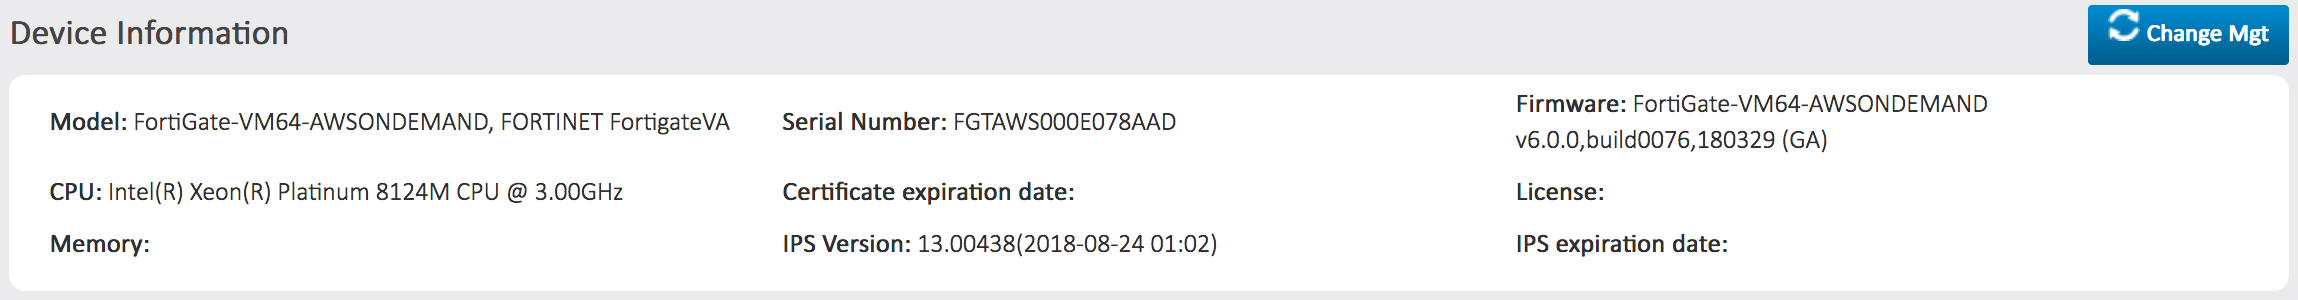 Device Information
Change Mgt
Model: FortiGate-VM64-AWSONDEMAND, FORTINET FortigateVA
Serial Number: FGTAWS000E078AAD
Firmware: FortiGate-VM64-AWSONDEMAND
v6.0.0,build0076,180329 (GA)
CPU: Intel(R) Xeon(R) Platinum 8124M CPU @ 3.00GHz
Certificate expiration date:
License:
Memory:
IPS Version: 13.00438(2018-08-24 01:02)
IPS expiration date: